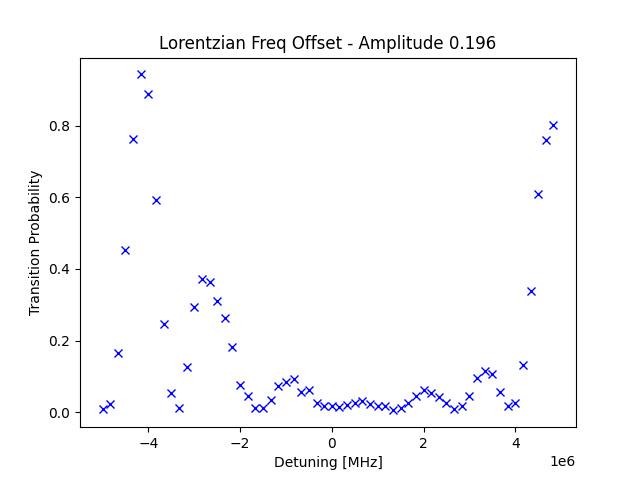 Lorentzian Freq Offset - Amplitude 0.196
Transition Probability
0.8
0.6
0.4
0.2
0.0
−4
−2
0
2
4
1e6
Detuning [MHz]